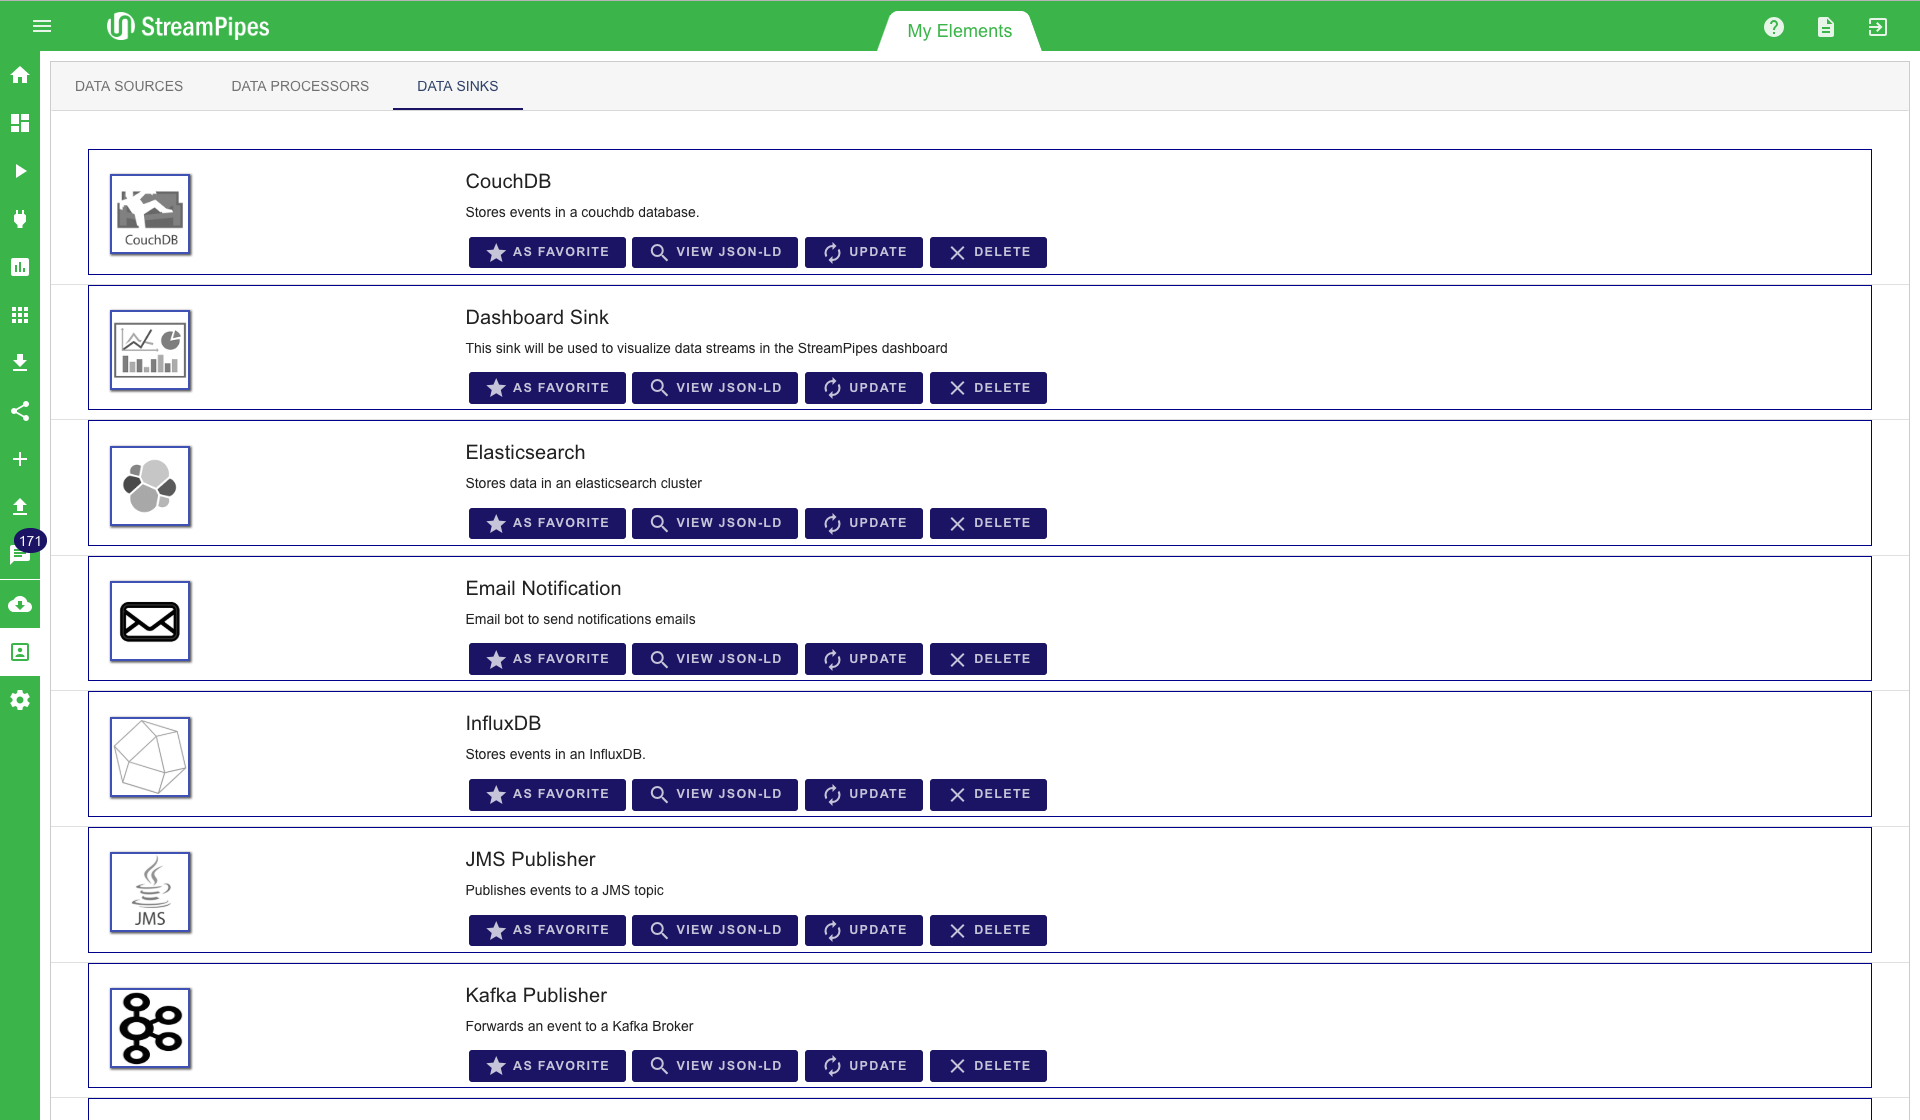 StreamPipes
My Elements
DATA SOURCES DATA PROCESSORS DATA SINKS
CouchDB
CouchDB
Stores events in a couchdb database.
AS FAVORITE VIEW JSON-LD UPDATE DELETE
Dashboard Sink
This sink will be used to visualize data streams in the StreamPipes dashboard
AS FAVORITE VIEW JSON-LD UPDATE DELETE
Elasticsearch
Stores data in an elasticsearch cluster
AS FAVORITE VIEW JSON-LD UPDATE DELETE
171
Email Notification
Email bot to send notifications emails
AS FAVORITE VIEW JSON-LD UPDATE DELETE
InfluxDB
Stores events in an InfluxDB.
AS FAVORITE VIEW JSON-LD UPDATE DELETE
JMS
JMS Publisher
Publishes events to a JMS topic
AS FAVORITE VIEW JSON-LD UPDATE DELETE
Kafka Publisher
Forwards an event to a Kafka Broker
AS FAVORITE VIEW JSON-LD UPDATE DELETE